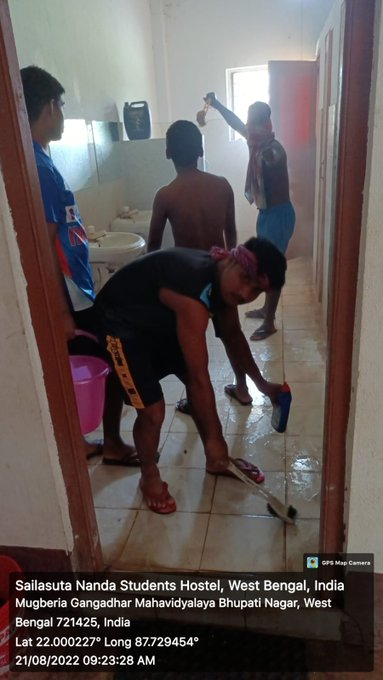 GPS Map Camera
Sailasuta Nanda Students Hostel, West Bengal, India
Mugberia Gangadhar Mahavidyalaya Bhupati Nagar, West
Bengal 721425, India
Lat 22.000227° Long 87.729454°
21/08/2022 09:23:28 AM